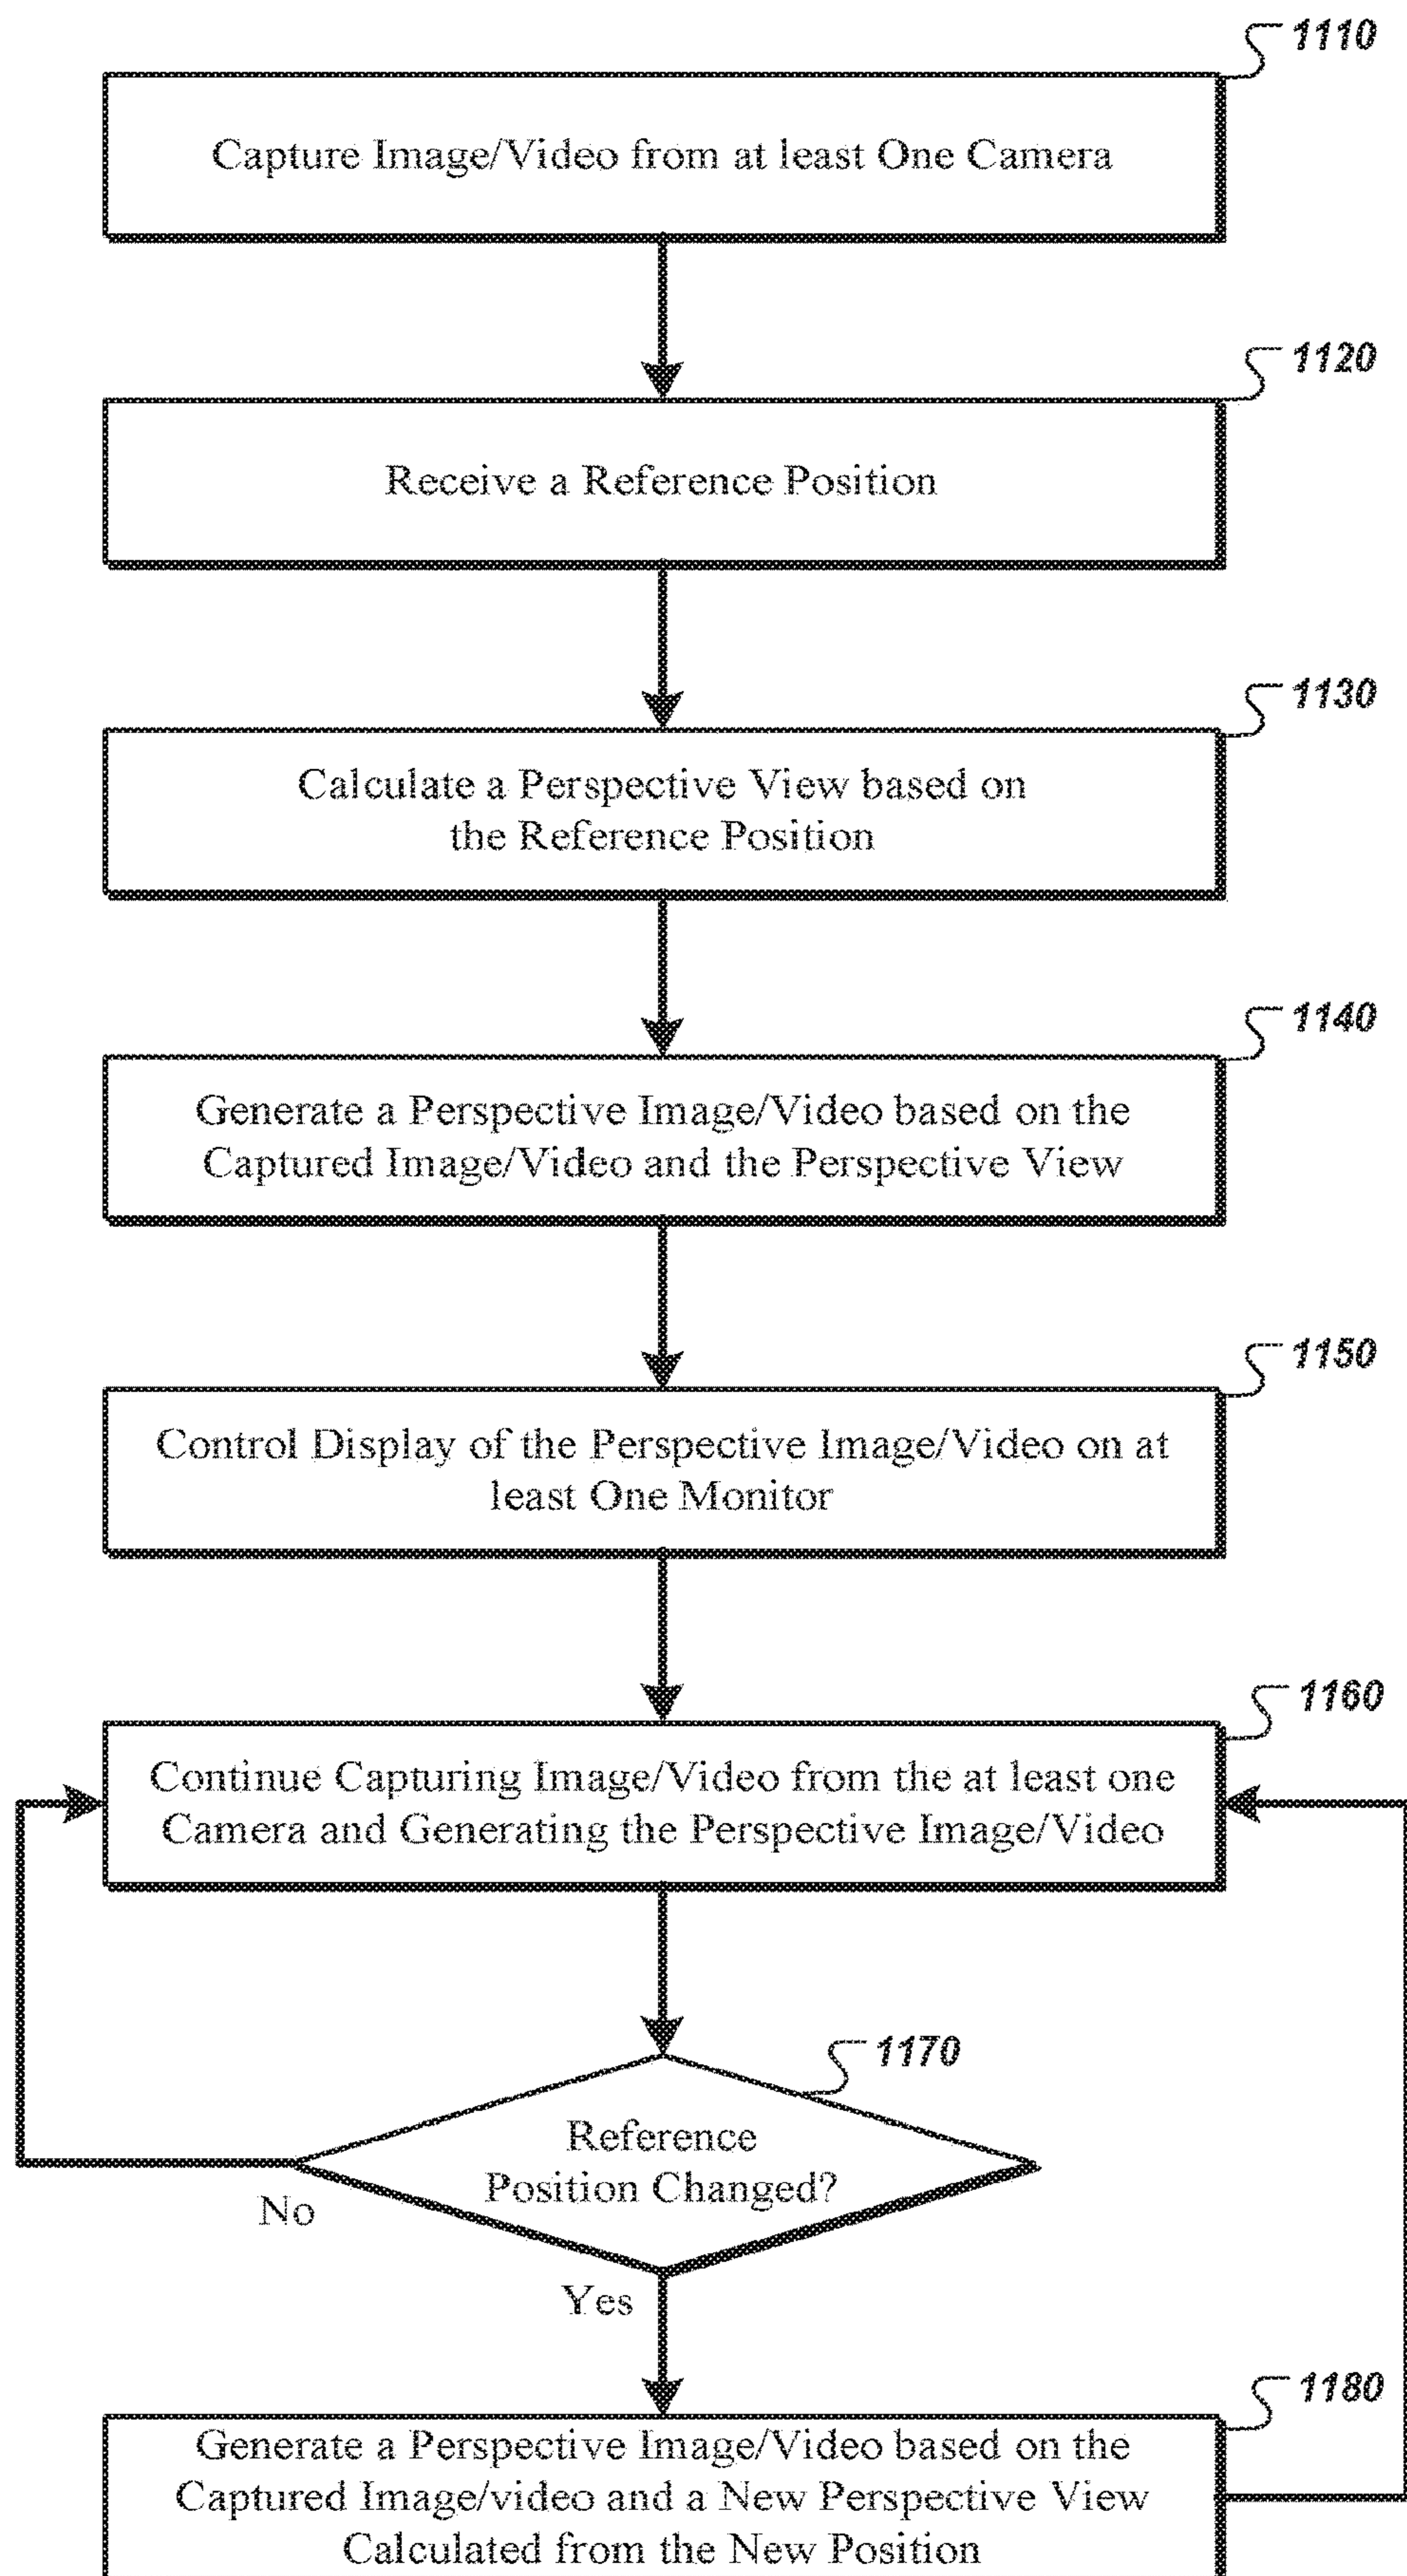 1110
Capture Image/Video from at least One Camera
1120
Receive a Reference Position
1130
Calculate a Perspective View based on
the Reference Position
1140
Generate a Perspective Image/Video based on the
Captured Image/Video and the Perspective View
1150
Control Display of the Perspective Image/Video on at
least One Monitor
1160
Continue Capturing Image/Video from the at least one
Camera and Generating the Perspective Image/Video
1170
Reference
Position Changed?
No
Yes
1180
Generate a Perspective Image/Video based on the
Captured Image/video and a New Perspective View
Calculated from the New Position